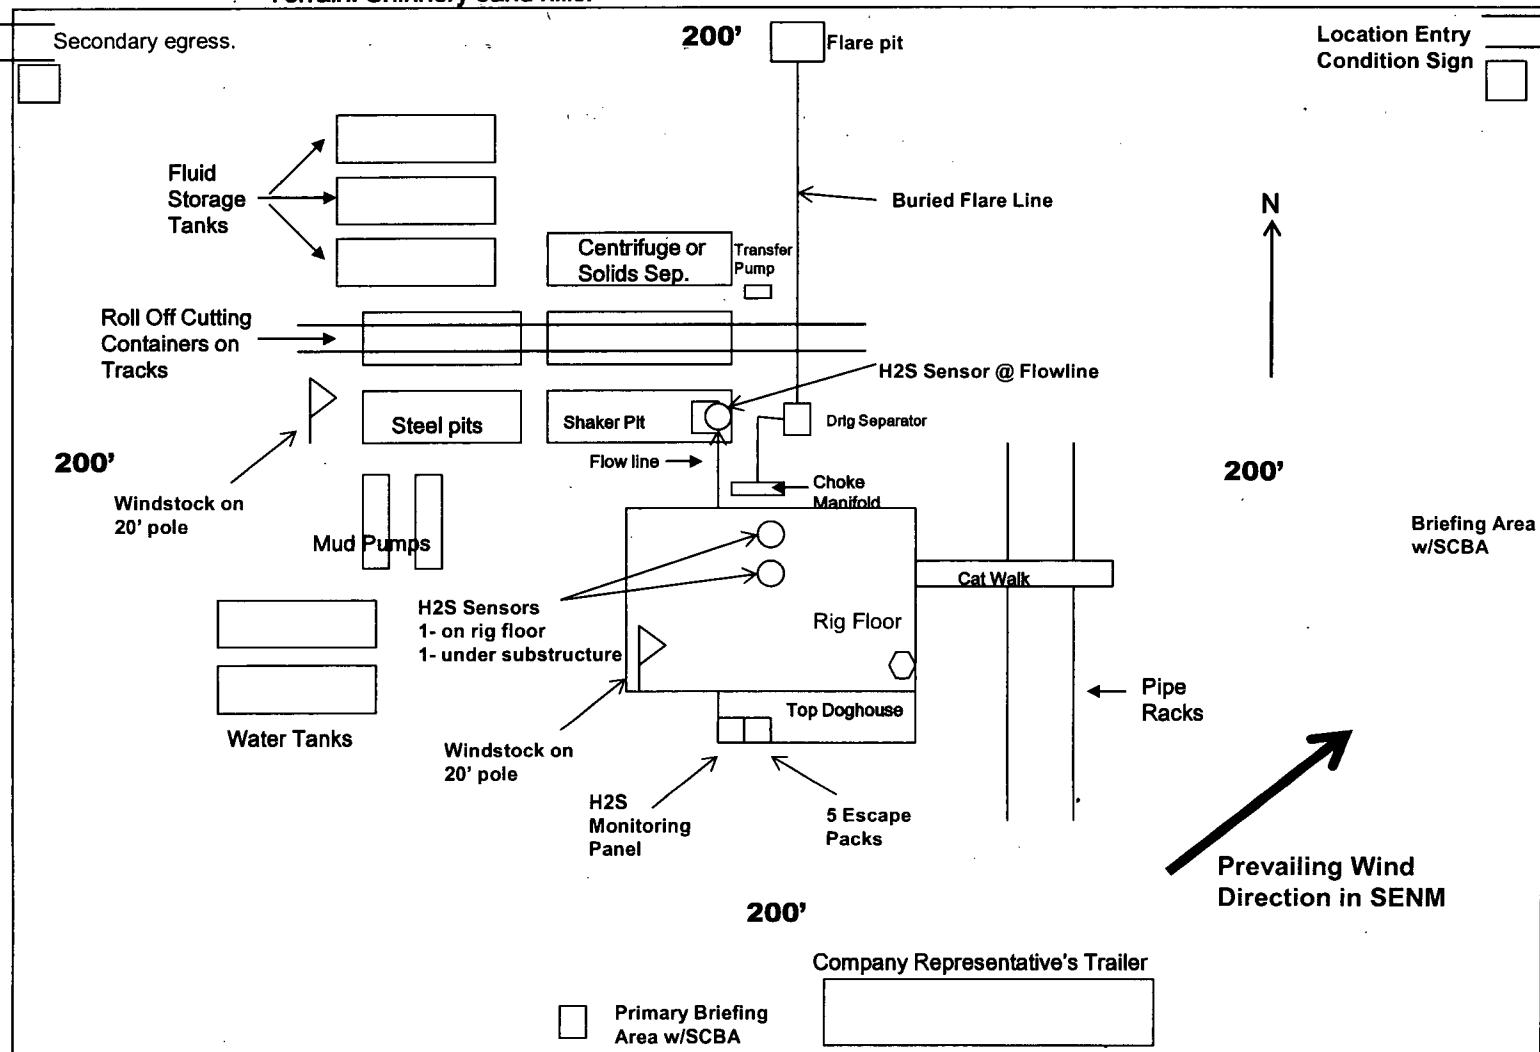 Terrain: Shinnery sand hills.
Secondary egress.
200'
Flare pit
Location Entry
Condition Sign
Fluid
Storage
Tanks
Buried Flare Line
N
Centrifuge or
Solids Sep.
Transfer
Pump
Roll Off Cutting
Containers on
Tracks
H2S Sensor @ Flowline
Steel pits
Shaker Pit
Drlg Separator
200'
Flow line
200'
Windstock on
20' pole
Choke
Manifold
Briefing Area
w/SCBA
Mud Pumps
Cat Walk
H2S Sensors
1- on rig floor
1- under substructure
Rig Floor
Pipe
Racks
Top Doghouse
Water Tanks
Windstock on
20' pole
H2S
Monitoring
Panel
5 Escape
Packs
Prevailing Wind
Direction in SENM
200'
Company Representative's Trailer
Primary Briefing
Area w/SCBA